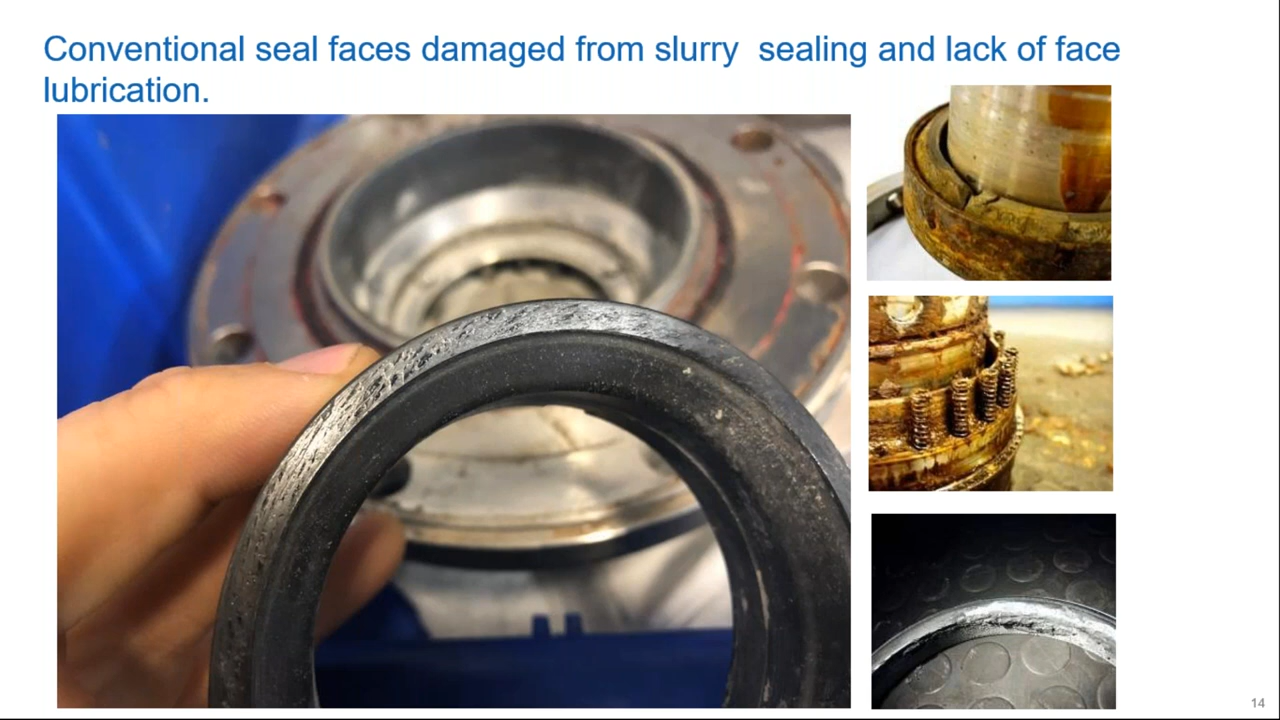 Conventional seal faces damaged from slurry  sealing and lack of face
lubrication.
14